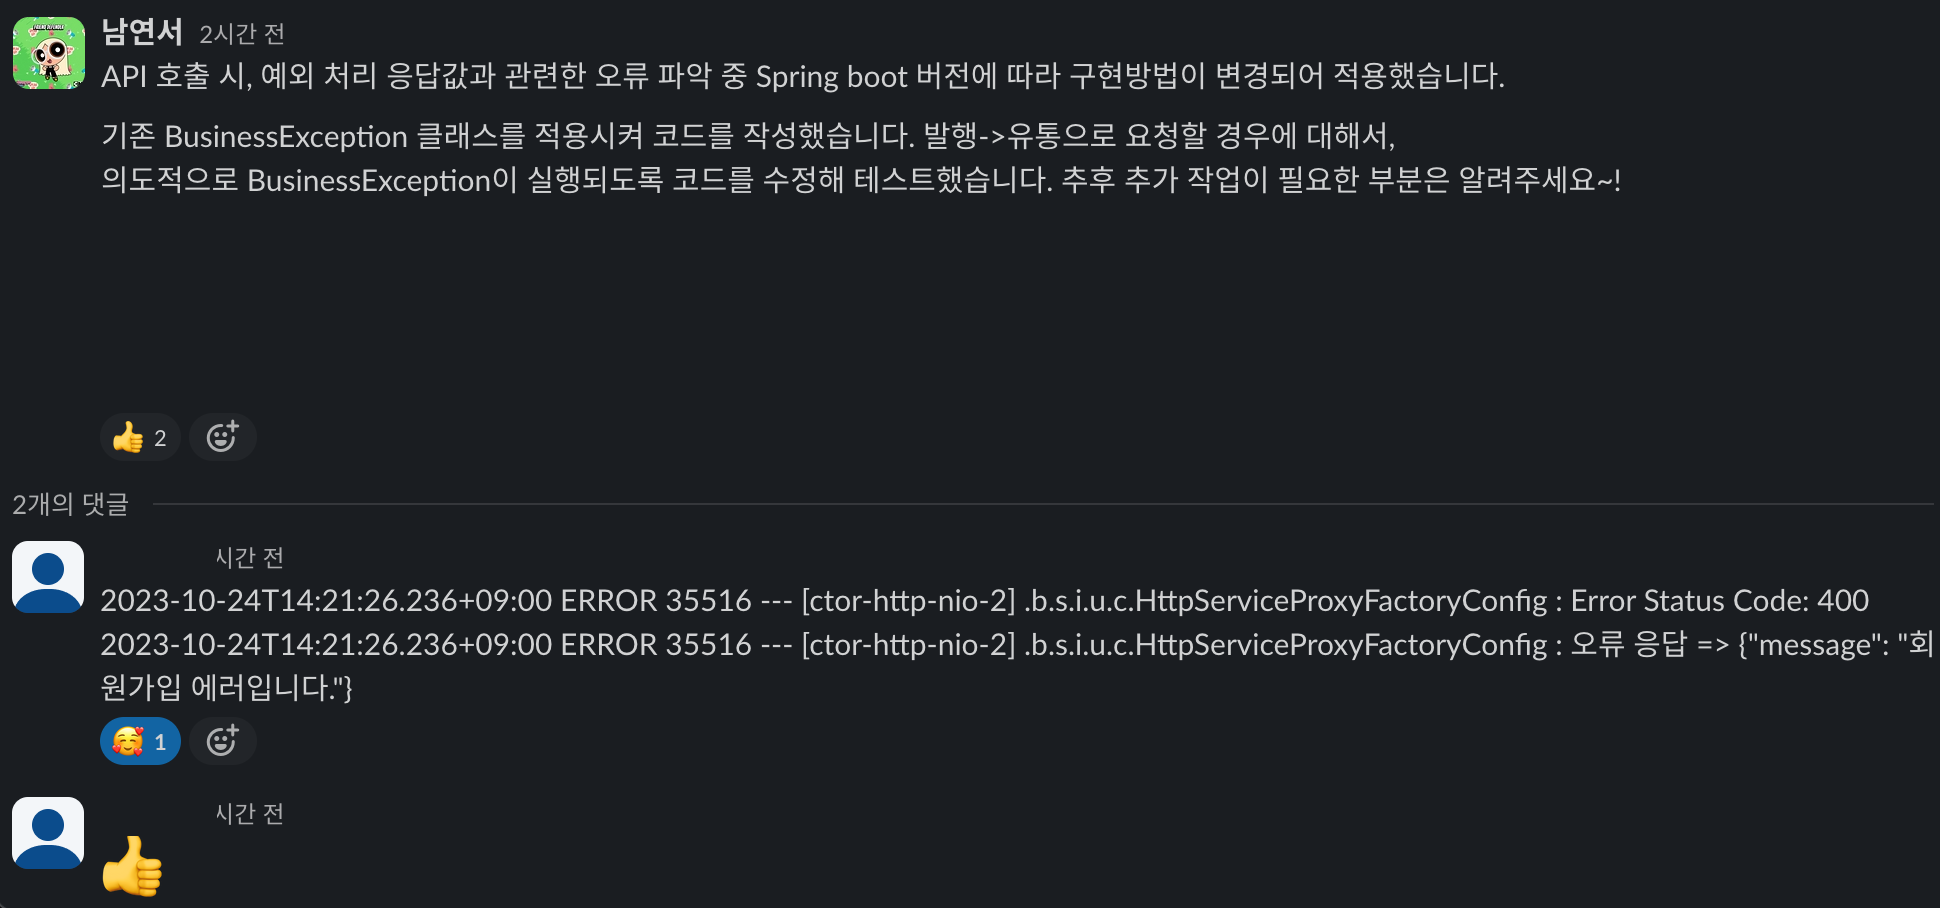 남연서 2시간 전
API 호출 시, 예외 처리 응답값과 관련한 오류 파악 중 Spring boot 버전에 따라 구현방법이 변경되어 적용했습니다.
기존 BusinessException 클래스를 적용시켜 코드를 작성했습니다. 발행->유통으로 요청할 경우에 대해서,
의도적으로 BusinessException이 실행되도록 코드를 수정해 테스트했습니다. 추후 추가 작업이 필요한 부분은 알려주세요~!
👍 2
2개의 댓글
시간 전
2023-10-24T14:21:26.236+09:00 ERROR 35516 --- [ctor-http-nio-2] .b.s.i.u.c.HttpServiceProxyFactoryConfig : Error Status Code: 400
2023-10-24T14:21:26.236+09:00 ERROR 35516 --- [ctor-http-nio-2] .b.s.i.u.c.HttpServiceProxyFactoryConfig : 오류 응답 => {"message": "회
원가입 에러입니다."}
🥰 1
시간 전
👍